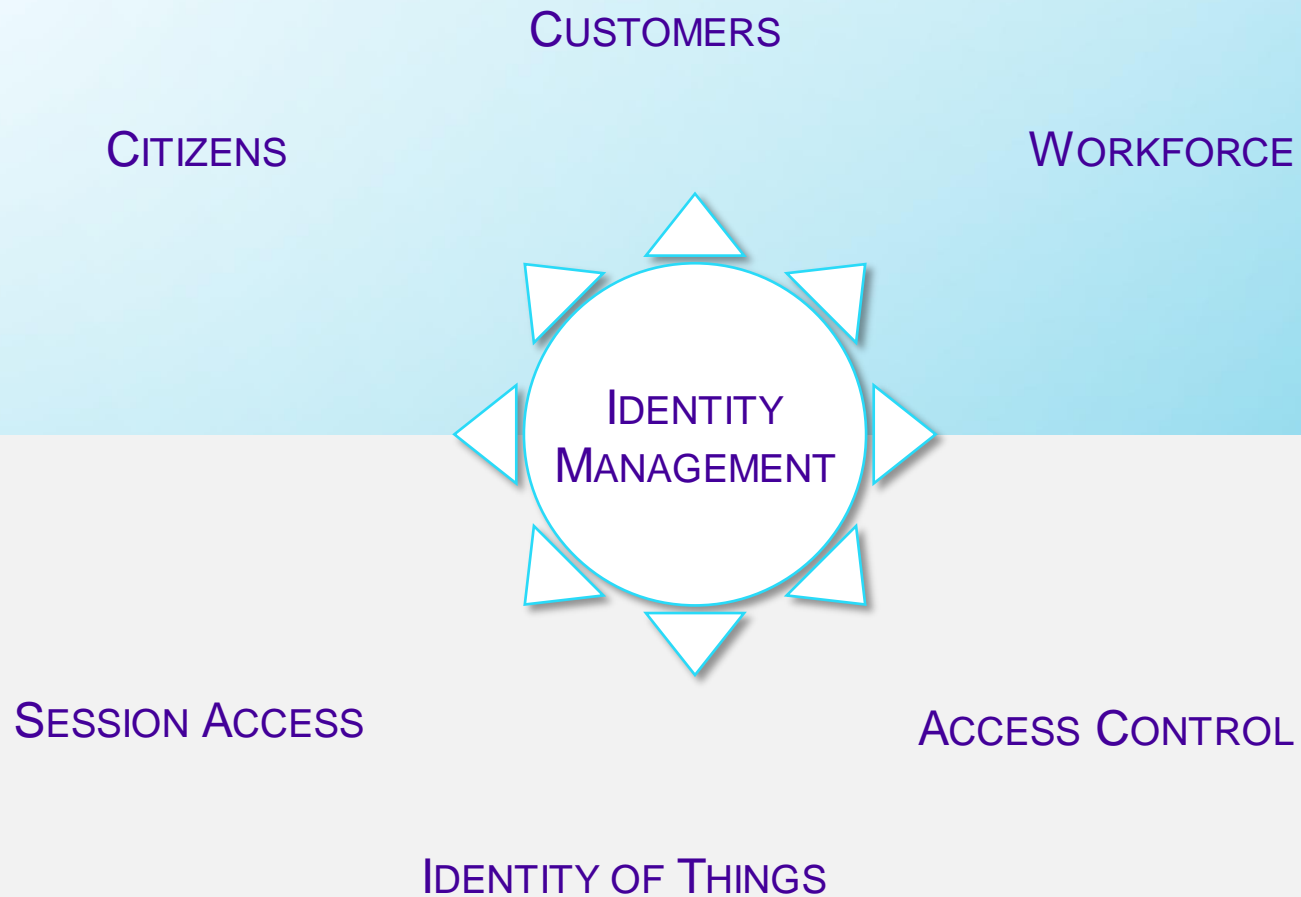 CUSTOMERS
CITIZENS
WORKFORCE
IDENTITY
MANAGEMENT
SESSION ACCESS
ACCESS CONTROL
IDENTITY OF THINGS